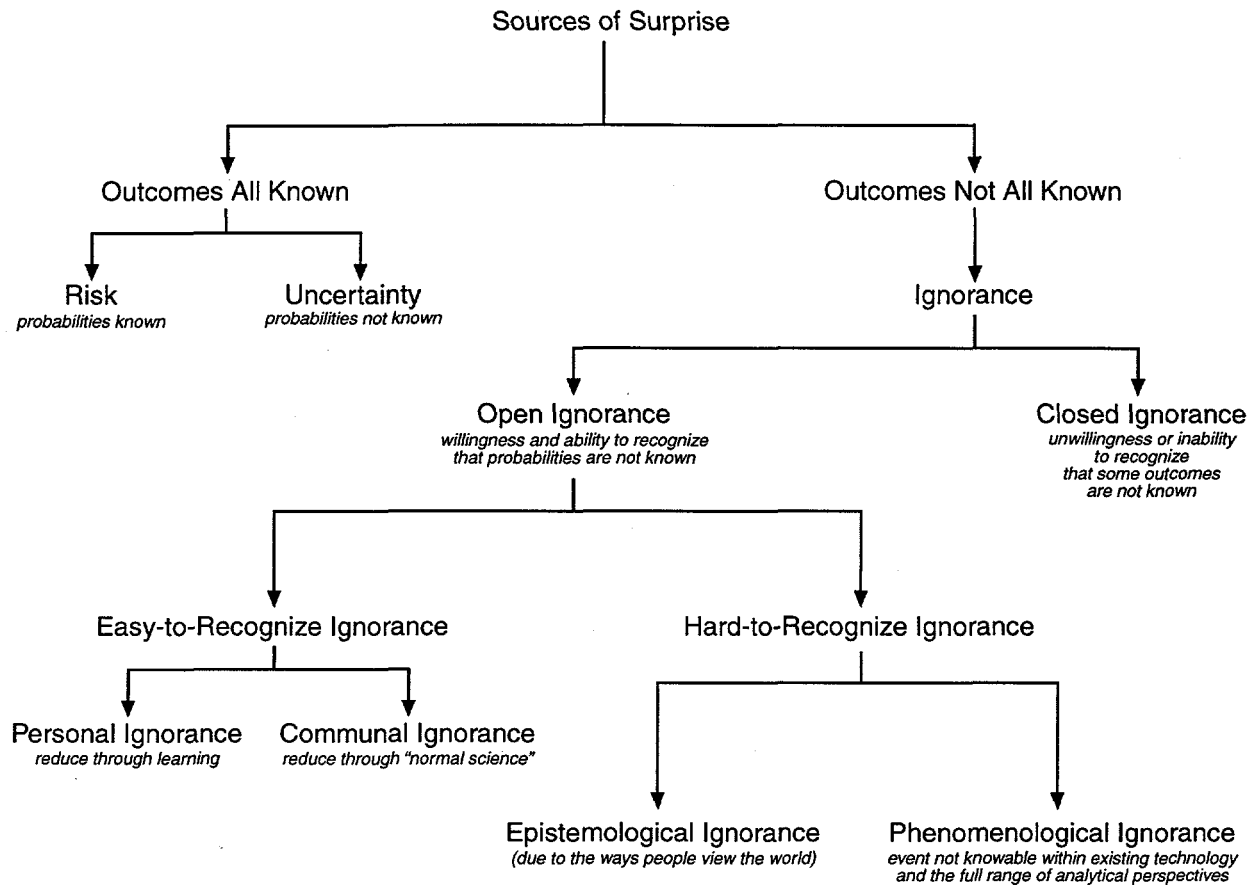 Sources of Surprise
Outcomes All Known
Outcomes Not All Known
Risk
probabilities known
Uncertainty
probabilities not known
Ignorance
Open Ignorance
willingness and ability to recognize
that probabilities are not known
Closed Ignorance
unwillingness or inability
to recognize
that some outcomes
are not known
Easy-to-Recognize Ignorance
Hard-to-Recognize Ignorance
Personal Ignorance
reduce through learning
Communal Ignorance
reduce through "normal science"
Epistemological Ignorance
(due to the ways people view the world)
Phenomenological Ignorance
event not knowable within existing technology
and the full range of analytical perspectives